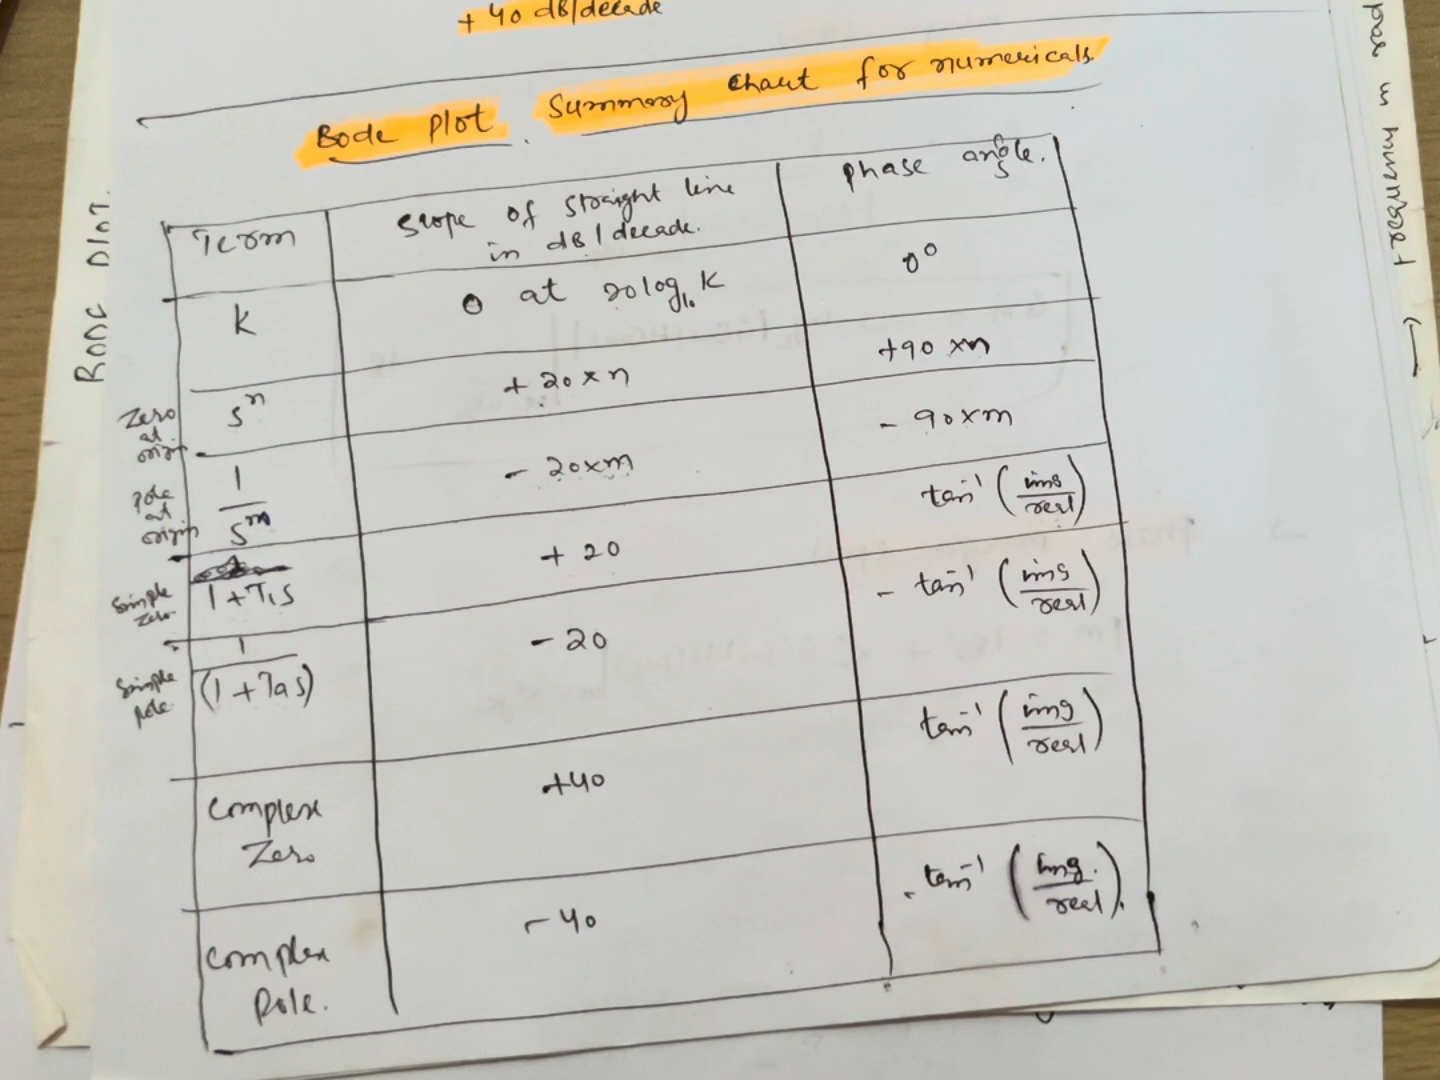 + 40 dB/decade
Bode Plot. Summary Chart for numericals.
BODE PLOT.
Term
Slope of straight line
in dB/decade.
Phase angle.
K
0 at 20log₁₀K
0°
Zero
at
origin
sⁿ
+ 20×n
+90 ×n
Pole
at
origin
1
sᵐ
- 20×m
- 90×m
Simple
Zero
1+T₁s
+ 20
tan⁻¹ (img/real)
Simple
Pole
1
(1+Tas)
- 20
- tan⁻¹ (img/real)
Complex
Zero
+40
tan⁻¹ (img/real)
Complex
Pole.
-40
- tan⁻¹ (img./real).